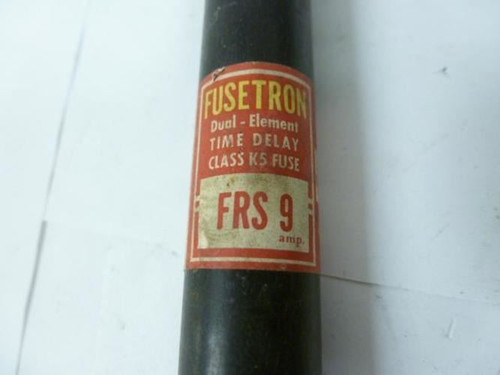 FUSETRON
Dual - Element
TIME DELAY
CLASS K5 FUSE
FRS 9
amp.